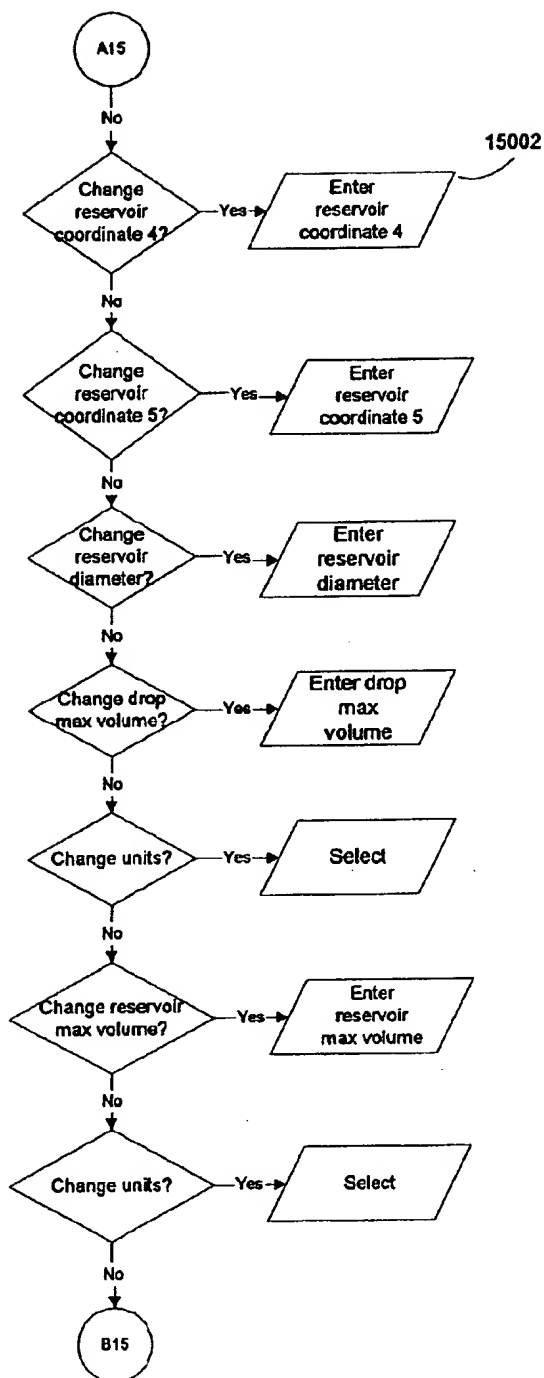 A15
No
15002
Change
reservoir
coordinate 4?
Yes
Enter
reservoir
coordinate 4
No
Change
reservoir
coordinate 5?
Yes
Enter
reservoir
coordinate 5
No
Change
reservoir
diameter?
Yes
Enter
reservoir
diameter
No
Change drop
max volume?
Yes
Enter drop
max
volume
No
Change units?
Yes
Select
No
Change reservoir
max volume?
Yes
Enter
reservoir
max volume
No
Change units?
Yes
Select
No
B15